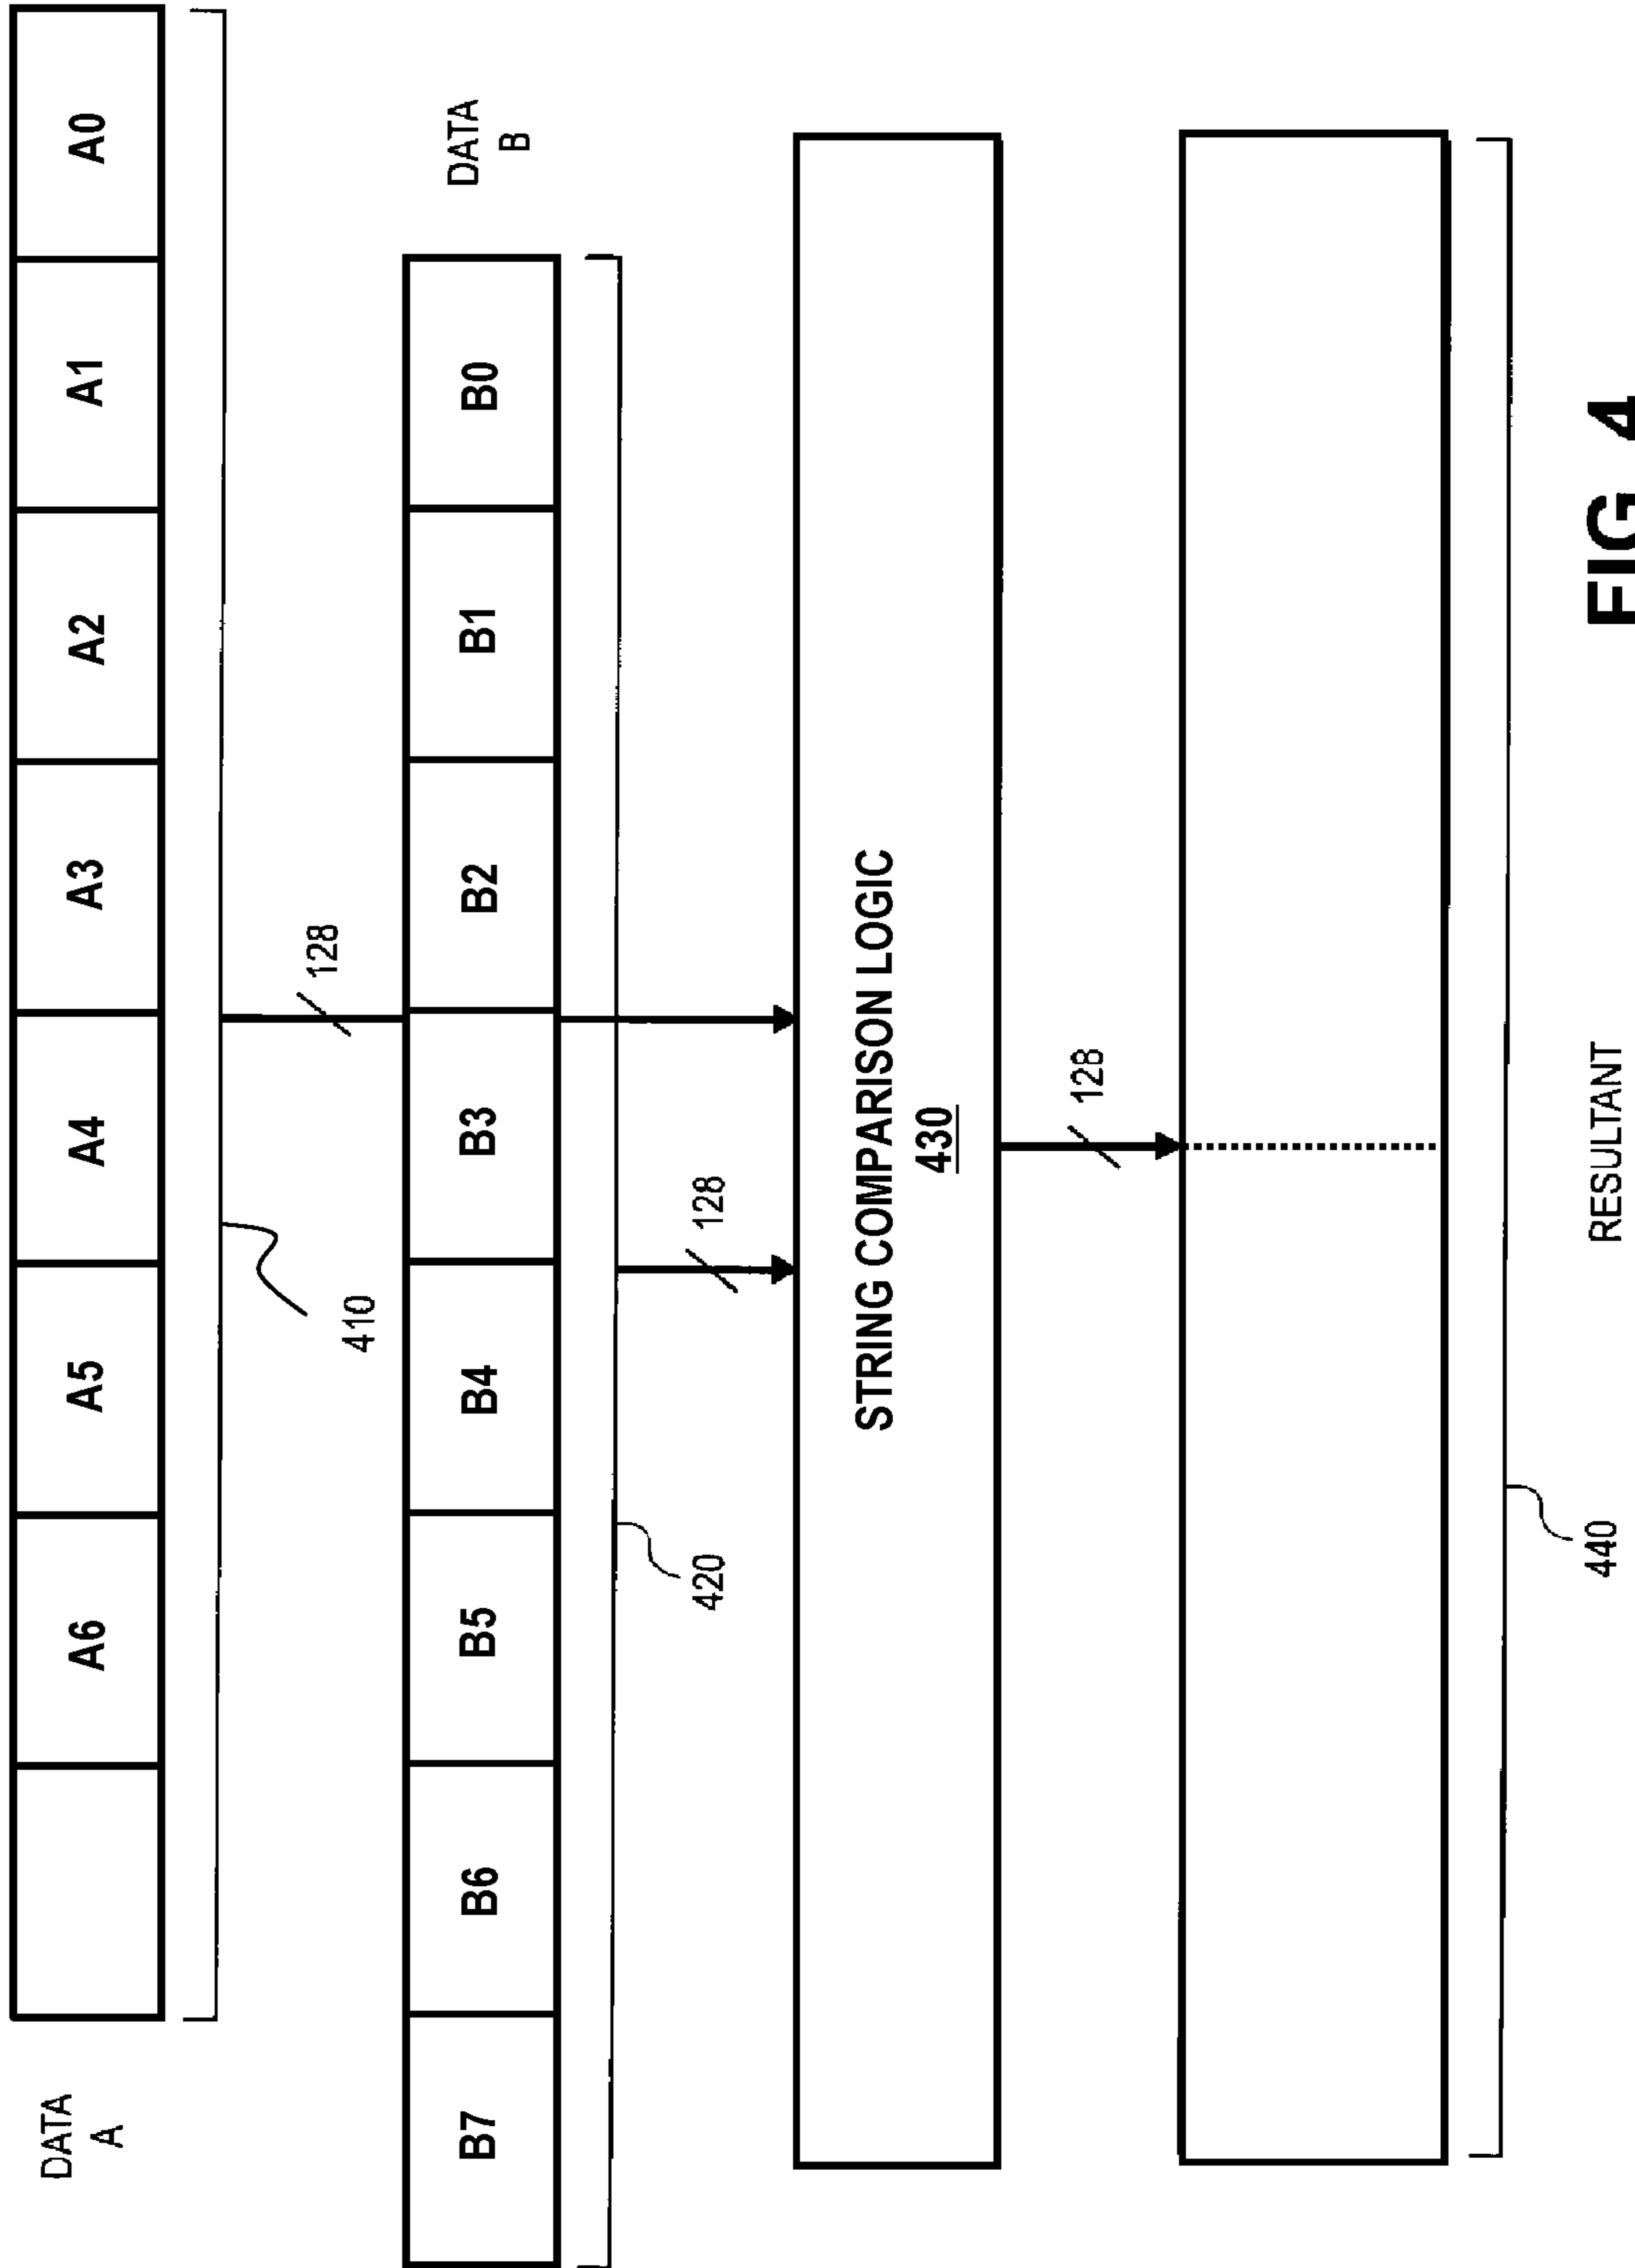 DATA
A
A6
A5
A4
A3
A2
A1
A0
410
128
B7
B6
B5
B4
B3
B2
B1
B0
DATA
B
420
128
STRING COMPARISON LOGIC
430
128
440
RESULTANT
FIG. 4